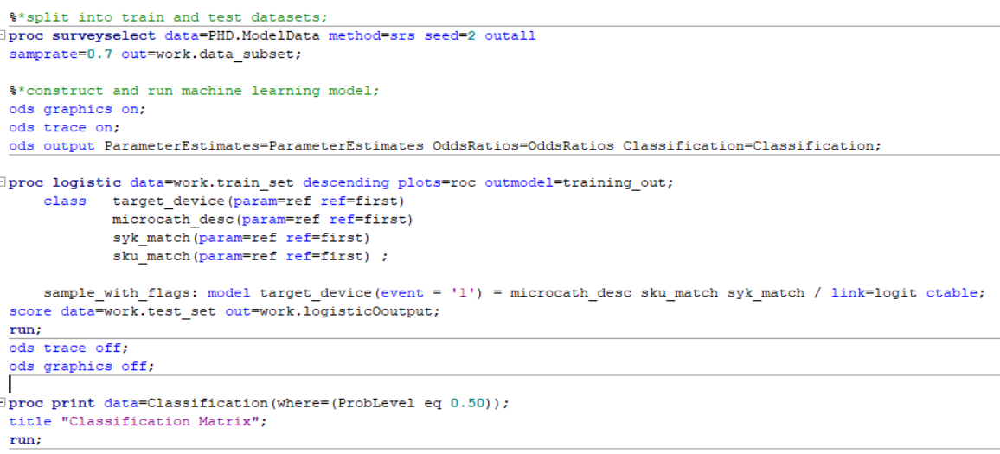 %*split into train and test datasets;
proc surveyselect data=PHD.ModelData method=srs seed=2 outall
samprate=0.7 out=work.data_subset;
%*construct and run machine learning model;
ods graphics on;
ods trace on;
ods output ParameterEstimates=ParameterEstimates OddsRatios=OddsRatios Classification=Classification;
proc logistic data=work.train_set descending plots=roc outmodel=training_out;
class target_device(param=ref ref=first)
microcath_desc(param=ref ref=first)
syk_match(param=ref ref=first)
sku_match(param=ref ref=first) ;
sample_with_flags: model target_device(event = '1') = microcath_desc sku_match syk_match / link=logit ctable;
score data=work.test_set out=work.logisticOoutput;
run;
ods trace off;
ods graphics off;
proc print data=Classification(where=(ProbLevel eq 0.50));
title "Classification Matrix";
run;